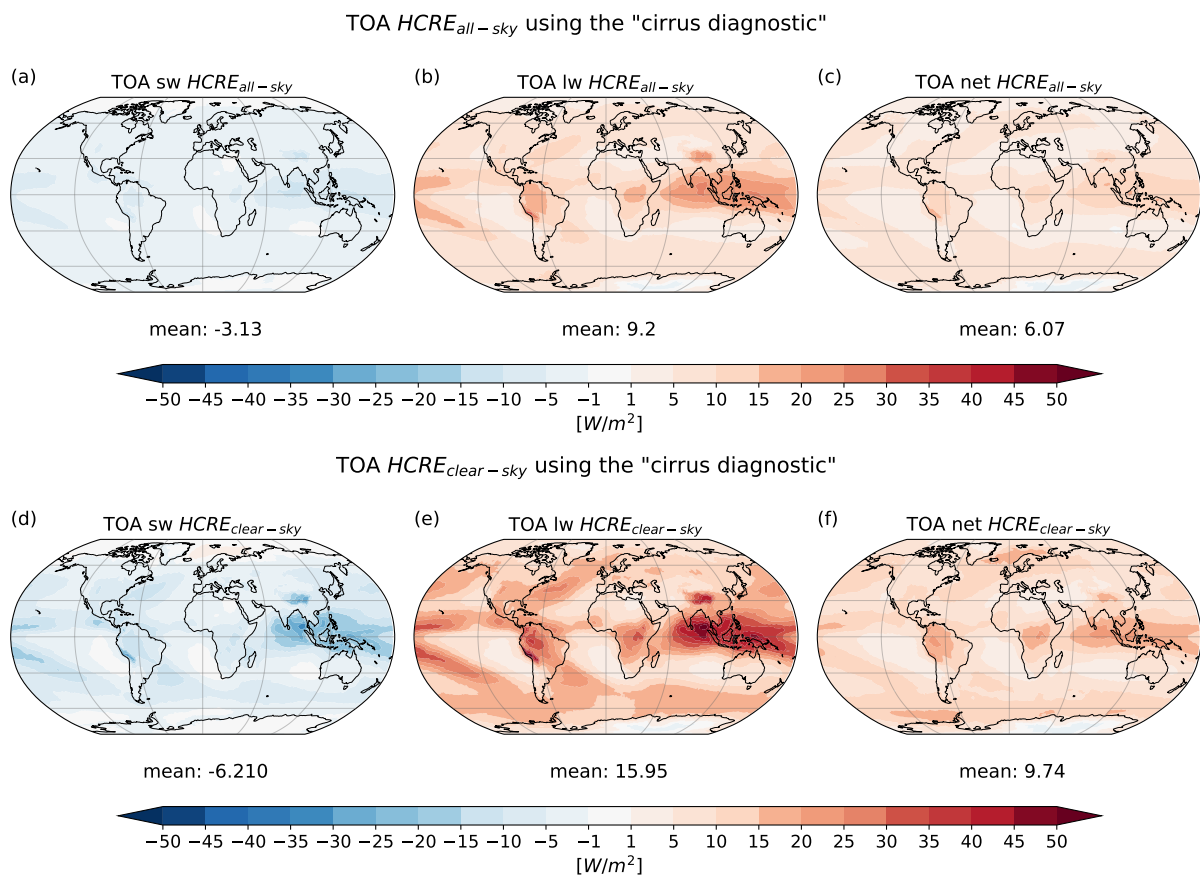 TOA HCRE_all−sky using the "cirrus diagnostic"
(a) TOA sw HCRE_all−sky
(b) TOA lw HCRE_all−sky
(c) TOA net HCRE_all−sky
mean: -3.13
mean: 9.2
mean: 6.07
−50 −45 −40 −35 −30 −25 −20 −15 −10 −5 −1 1 5 10 15 20 25 30 35 40 45 50
[W/m²]
TOA HCRE_clear−sky using the "cirrus diagnostic"
(d) TOA sw HCRE_clear−sky
(e) TOA lw HCRE_clear−sky
(f) TOA net HCRE_clear−sky
mean: -6.210
mean: 15.95
mean: 9.74
−50 −45 −40 −35 −30 −25 −20 −15 −10 −5 −1 1 5 10 15 20 25 30 35 40 45 50
[W/m²]